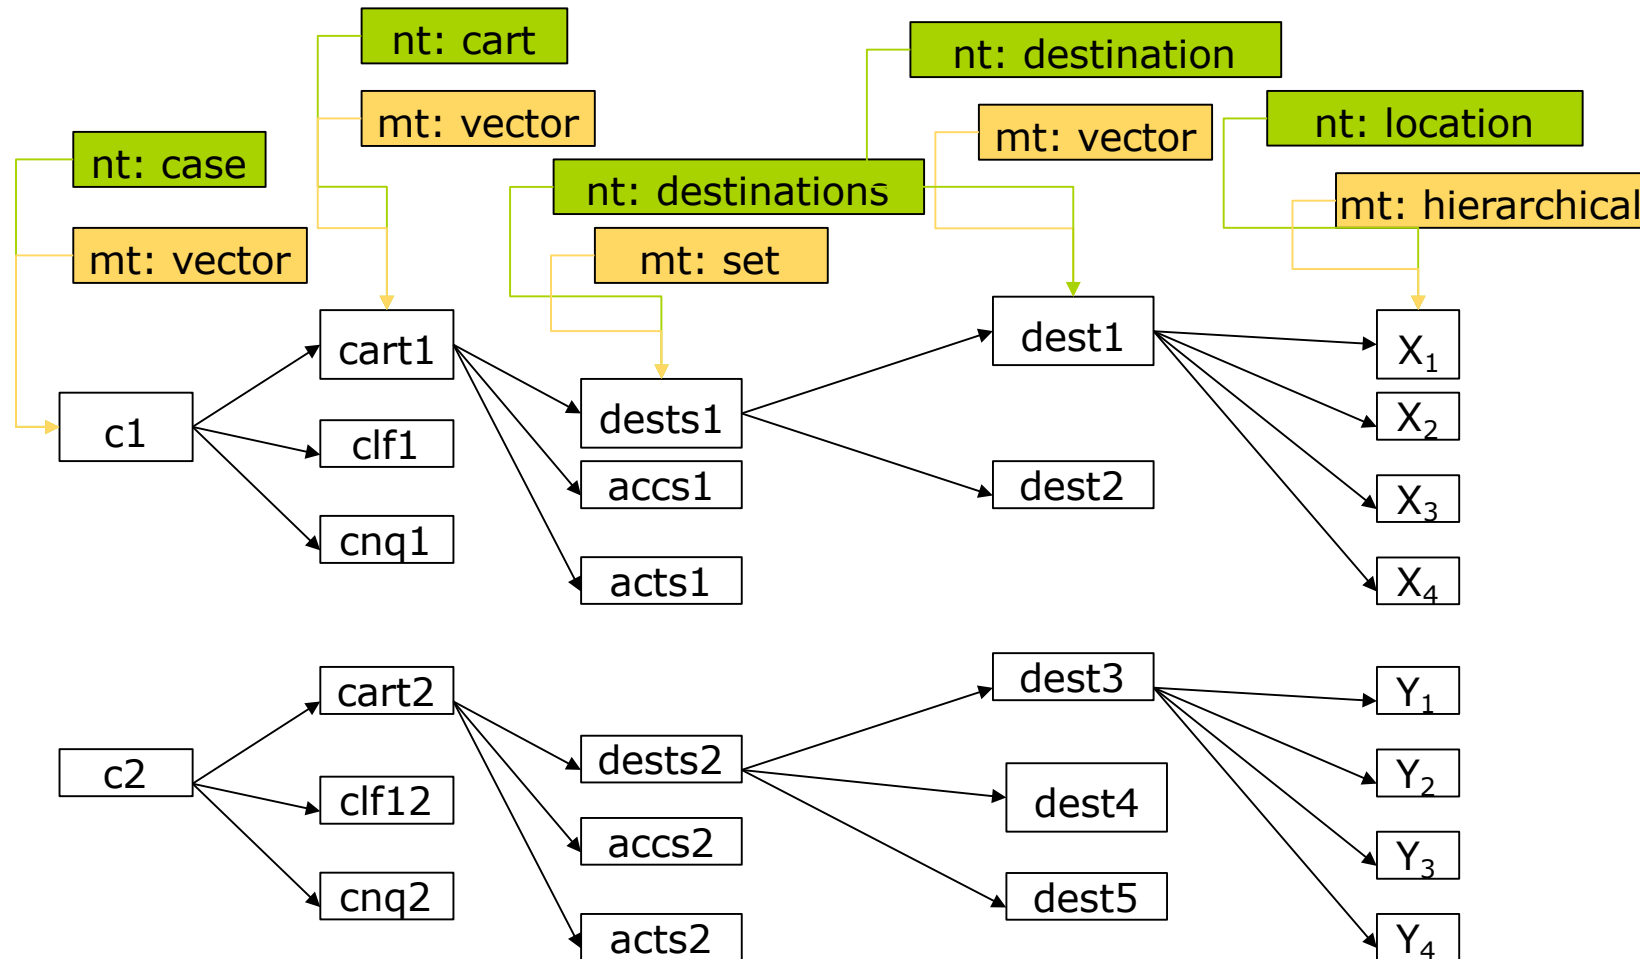 nt: cart
nt: destination
mt: vector
mt: vector
nt: location
nt: case
nt: destinations
mt: hierarchical
mt: vector
mt: set
cart1
dest1
X1
c1
clf1
dests1
X2
accs1
dest2
X3
cnq1
acts1
X4
cart2
dest3
Y1
c2
clf12
dests2
dest4
Y2
accs2
Y3
cnq2
dest5
acts2
Y4